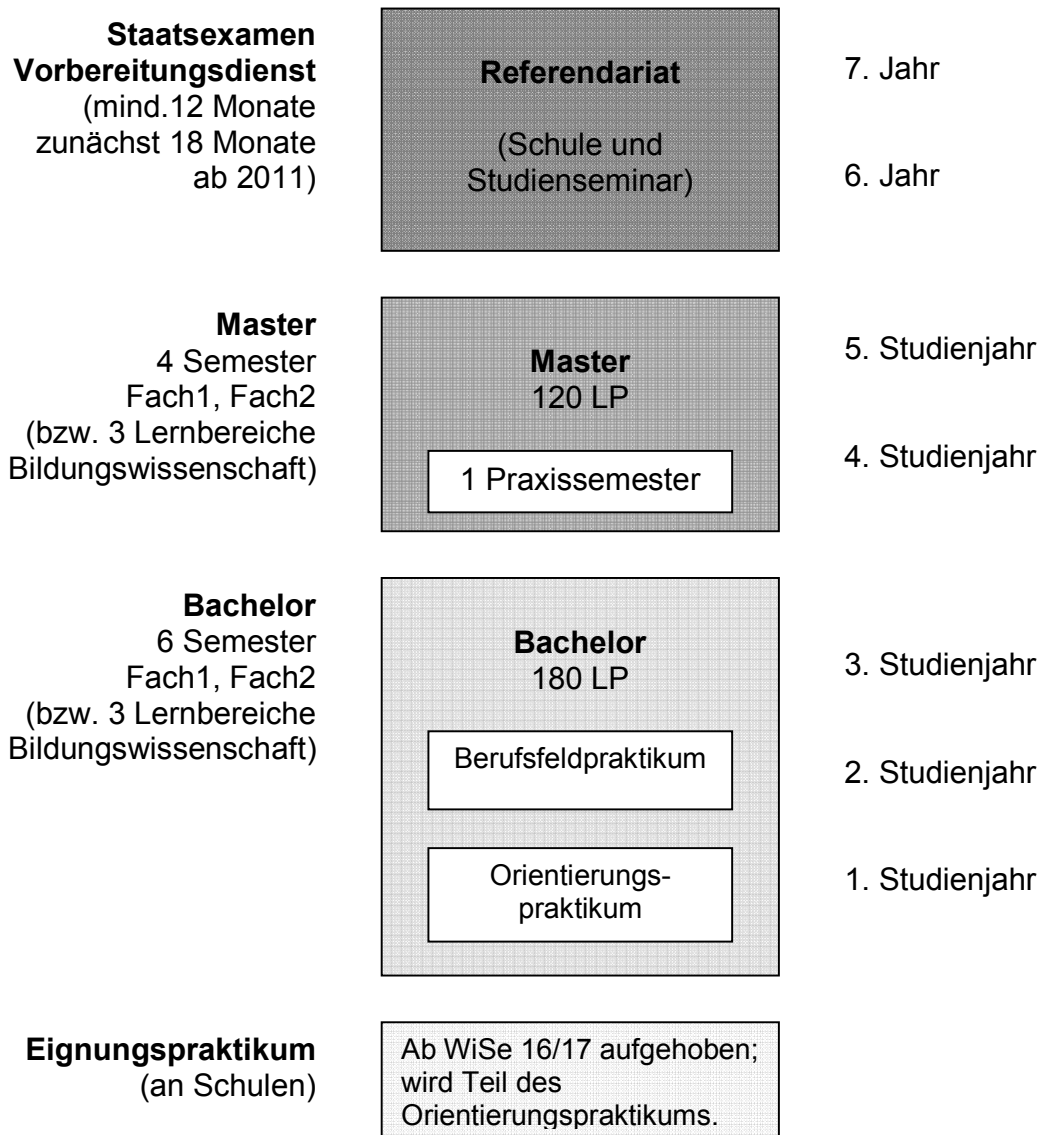 Staatsexamen
Vorbereitungsdienst
(mind.12 Monate
zunächst 18 Monate
ab 2011)
Referendariat
(Schule und
Studienseminar)
7. Jahr
6. Jahr
Master
4 Semester
Fach1, Fach2
(bzw. 3 Lernbereiche
Bildungswissenschaft)
Master
120 LP
1 Praxissemester
5. Studienjahr
4. Studienjahr
Bachelor
6 Semester
Fach1, Fach2
(bzw. 3 Lernbereiche
Bildungswissenschaft)
Bachelor
180 LP
Berufsfeldpraktikum
Orientierungs-
praktikum
3. Studienjahr
2. Studienjahr
1. Studienjahr
Eignungspraktikum
(an Schulen)
Ab WiSe 16/17 aufgehoben;
wird Teil des
Orientierungspraktikums.